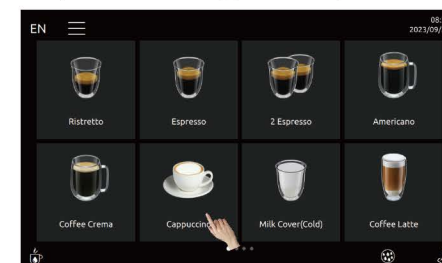 EN
08:
2023/09/
Ristretto
Espresso
2 Espresso
Americano
Coffee Crema
Cappuccino
Milk Cover(Cold)
Coffee Latte